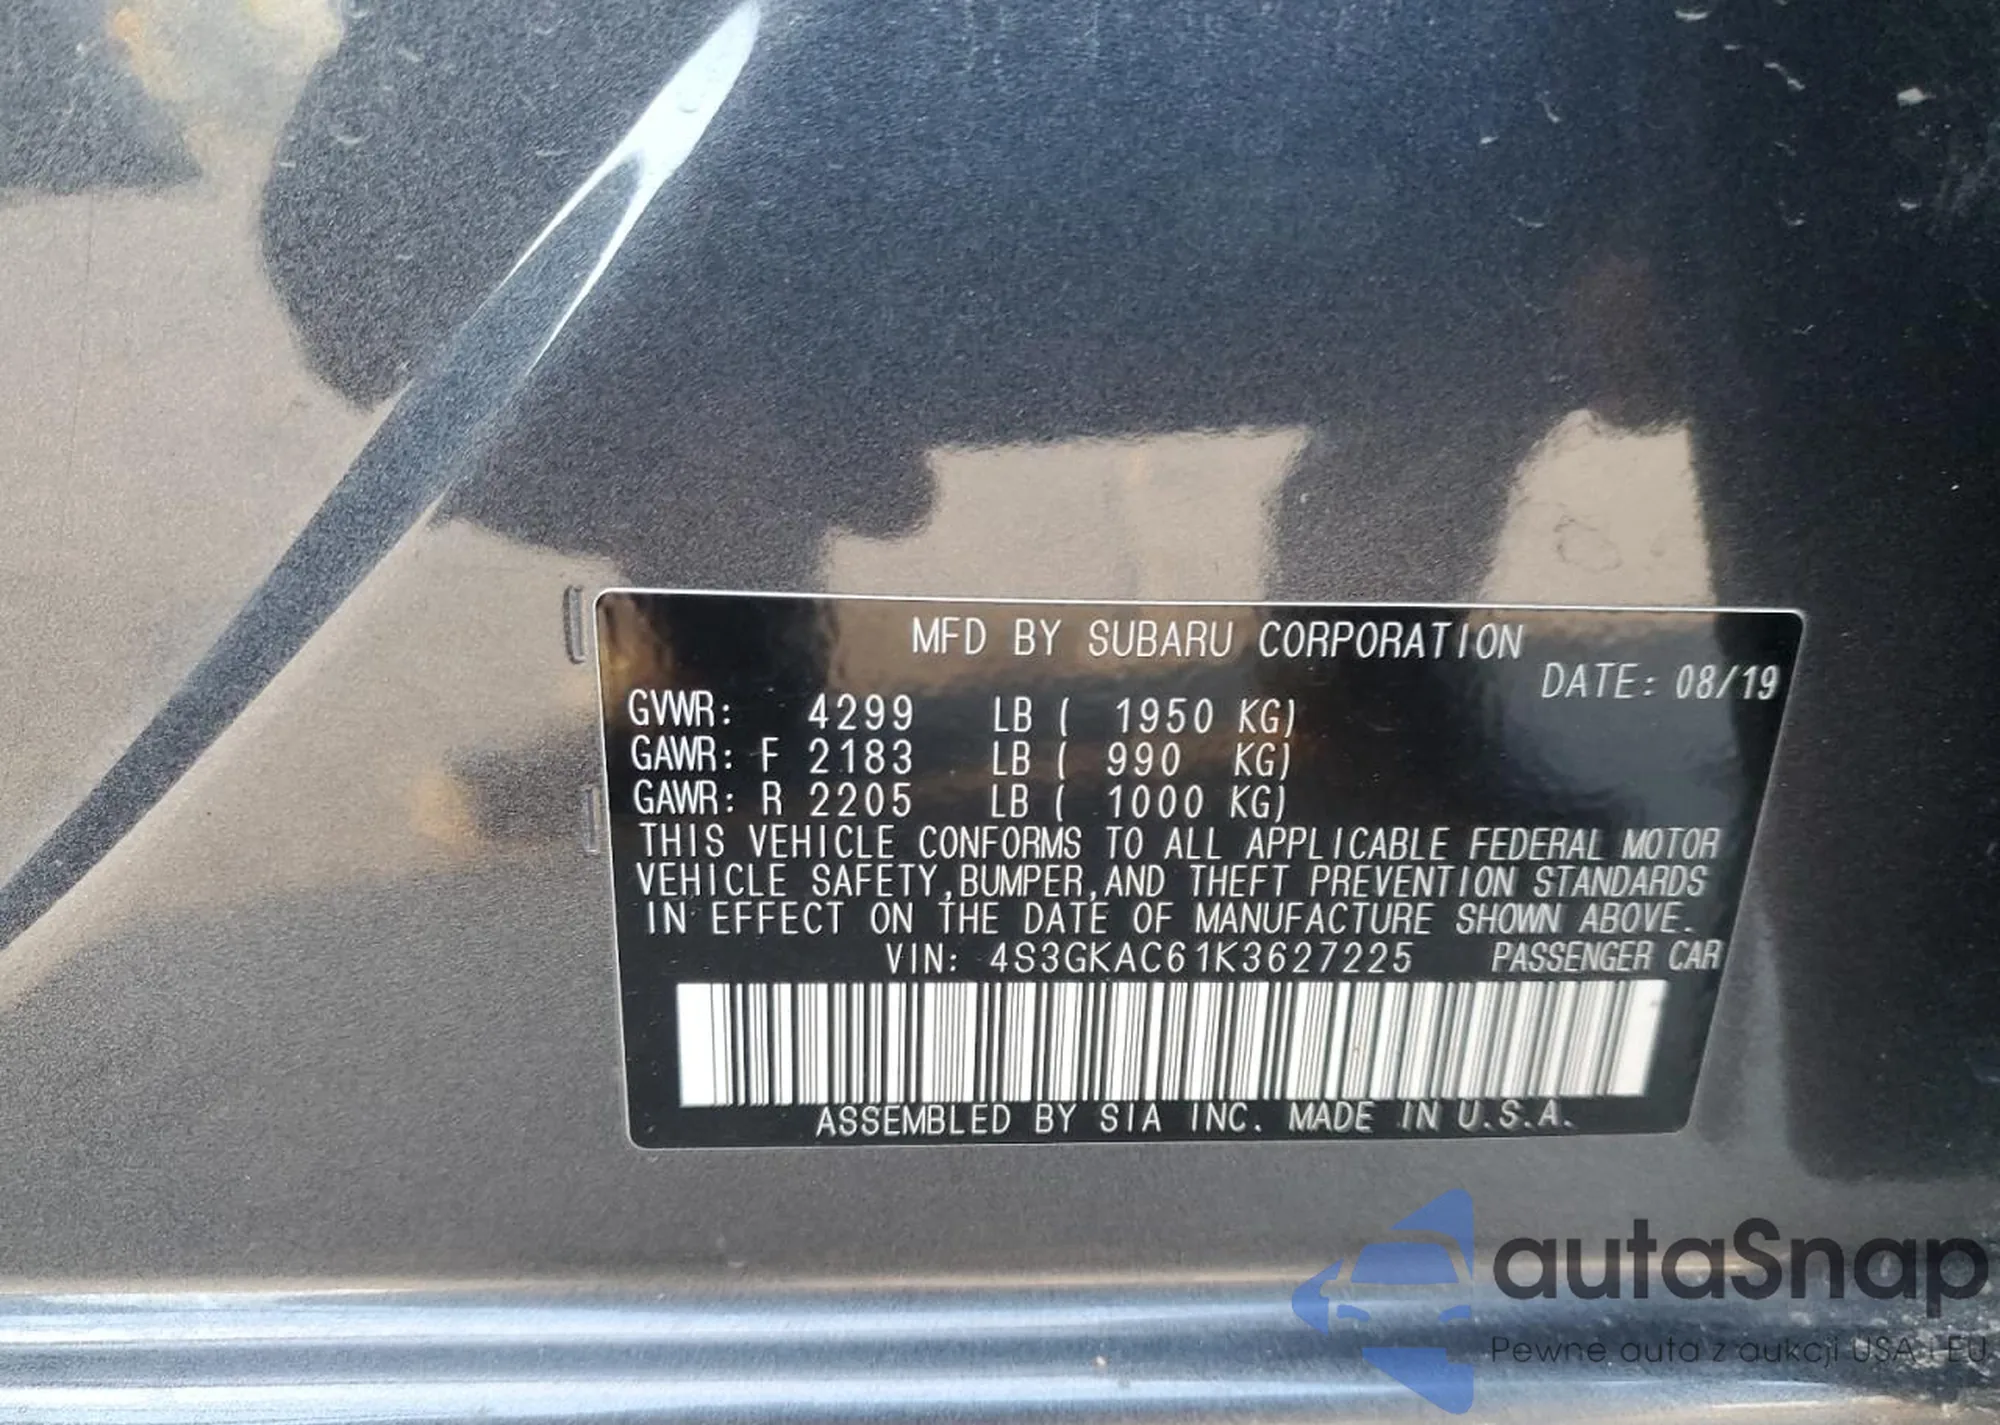 MFD BY SUBARU CORPORATION
DATE: 08/19
GVWR: 4299 LB ( 1950 KG)
GAWR: F 2183 LB ( 990 KG)
GAWR: R 2205 LB ( 1000 KG)
THIS VEHICLE CONFORMS TO ALL APPLICABLE FEDERAL MOTOR
VEHICLE SAFETY,BUMPER,AND THEFT PREVENTION STANDARDS
IN EFFECT ON THE DATE OF MANUFACTURE SHOWN ABOVE.
VIN: 4S3GKAC61K3627225 PASSENGER CAR
ASSEMBLED BY SIA INC. MADE IN U.S.A.
autaSnap
Pewne auta z aukcji USA i EU